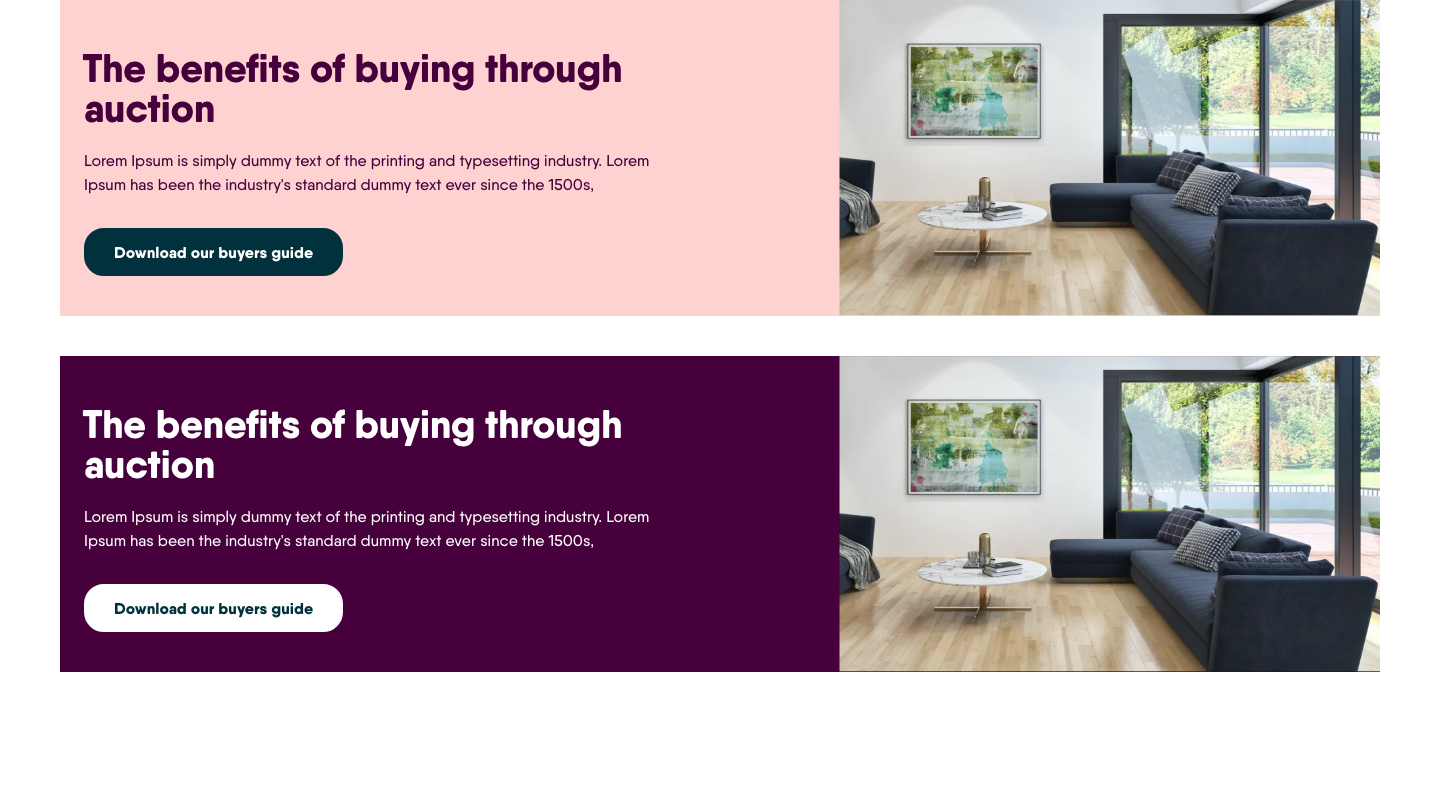 The benefits of buying through
auction
Lorem Ipsum is simply dummy text of the printing and typesetting industry. Lorem
Ipsum has been the industry's standard dummy text ever since the 1500s,
Download our buyers guide
The benefits of buying through
auction
Lorem Ipsum is simply dummy text of the printing and typesetting industry. Lorem
Ipsum has been the industry's standard dummy text ever since the 1500s,
Download our buyers guide